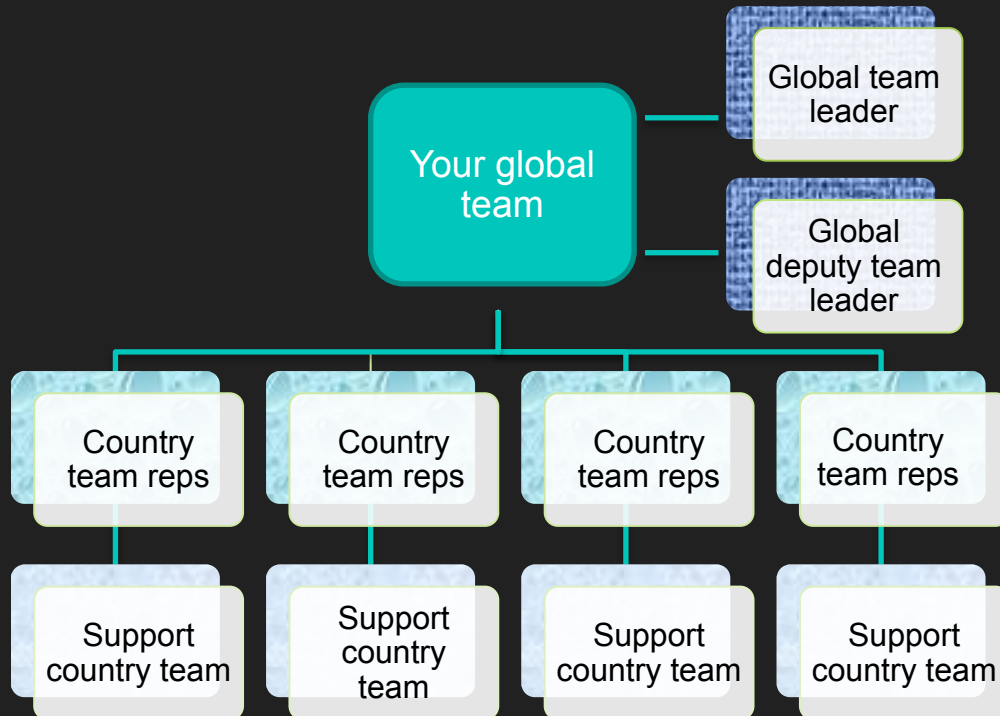 Global team
leader
Your global
team
Global
deputy team
leader
Country
team reps
Country
team reps
Country
team reps
Country
team reps
Support
country team
Support
country
team
Support
country team
Support
country team